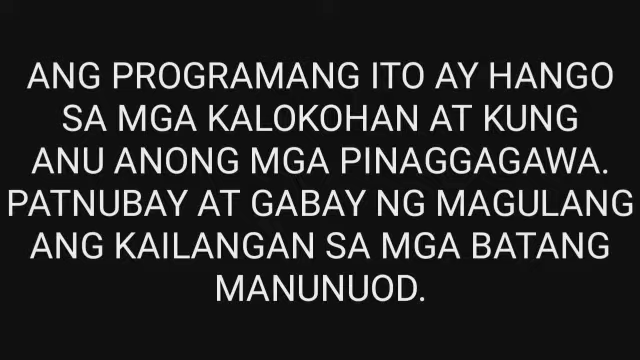 ANG PROGRAMANG ITO AY HANGO
SA MGA KALOKOHAN AT KUNG
ANU ANONG MGA PINAGGAGAWA.
PATNUBAY AT GABAY NG MAGULANG
ANG KAILANGAN SA MGA BATANG
MANUNUOD.